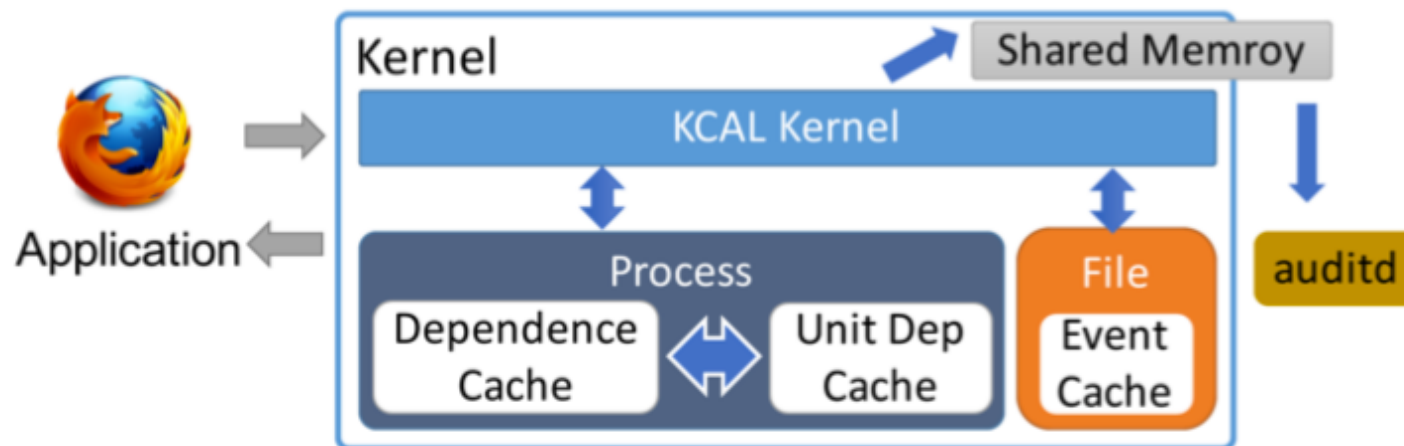 Kernel
Shared Memroy
KCAL Kernel
Application
Process
File
auditd
Dependence
Cache
Unit Dep
Cache
Event
Cache